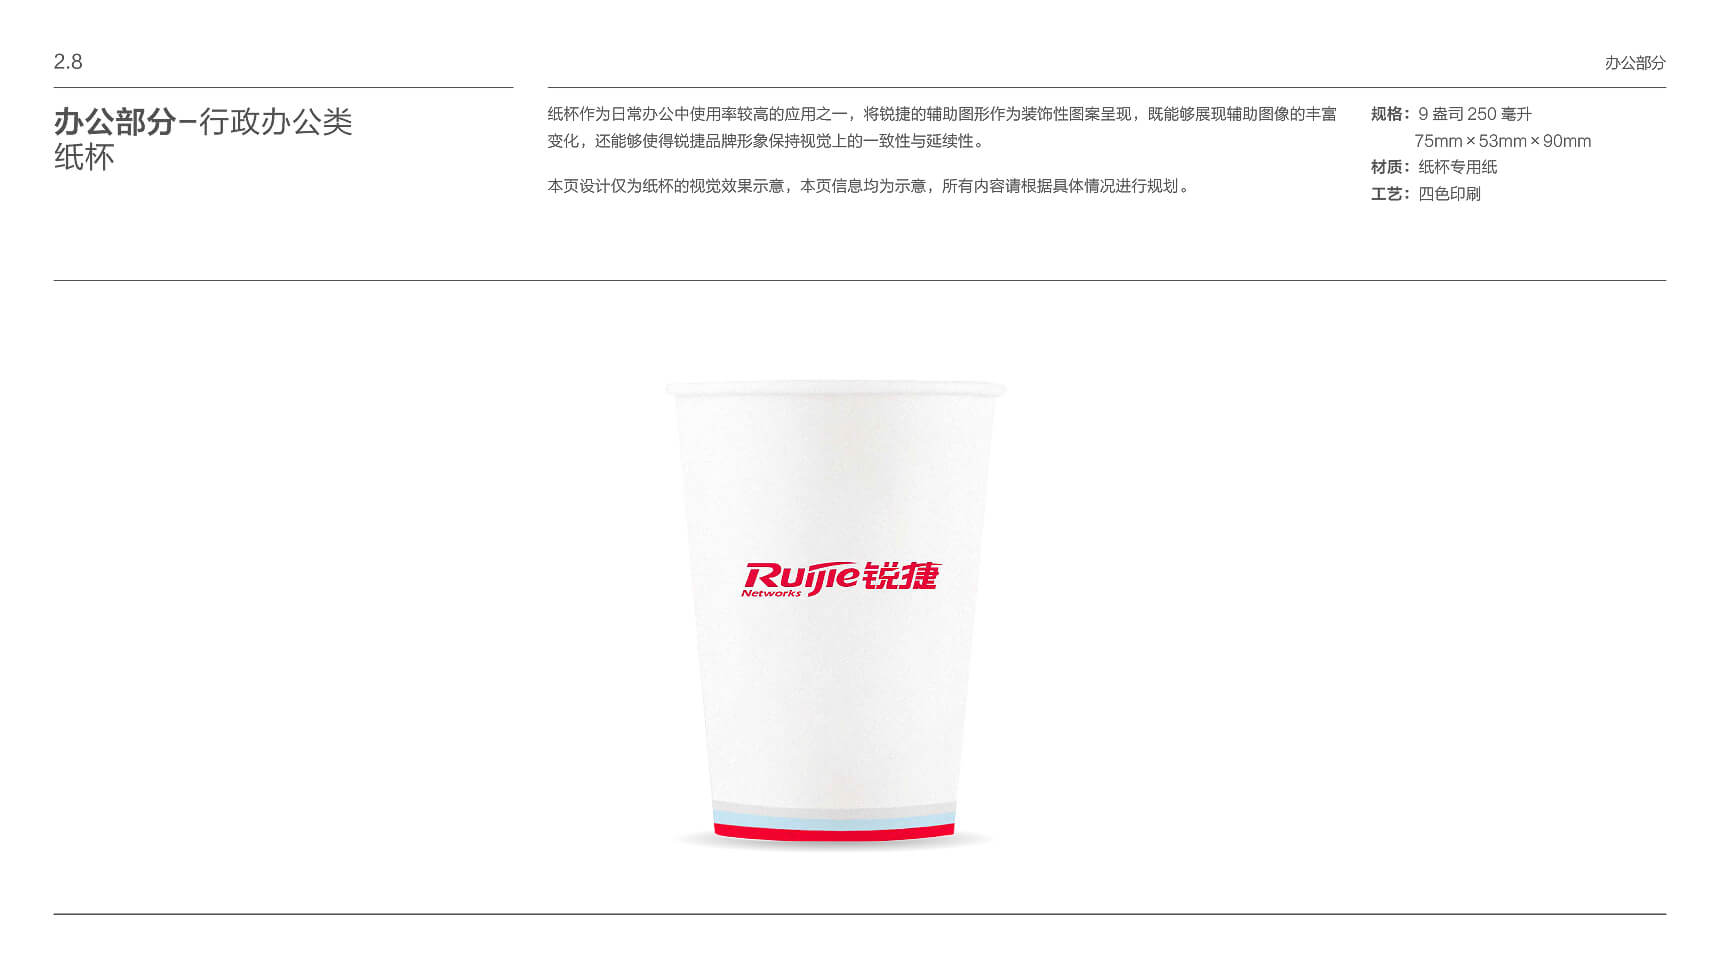 2.8
办公部分
办公部分-行政办公类
纸杯
纸杯作为日常办公中使用率较高的应用之一，将锐捷的辅助图形作为装饰性图案呈现，既能够展现辅助图像的丰富
变化，还能够使得锐捷品牌形象保持视觉上的一致性与延续性。
本页设计仅为纸杯的视觉效果示意，本页信息均为示意，所有内容请根据具体情况进行规划。
规格：9 盎司 250 毫升
75mm×53mm×90mm
材质：纸杯专用纸
工艺：四色印刷
Ruijie锐捷
Networks